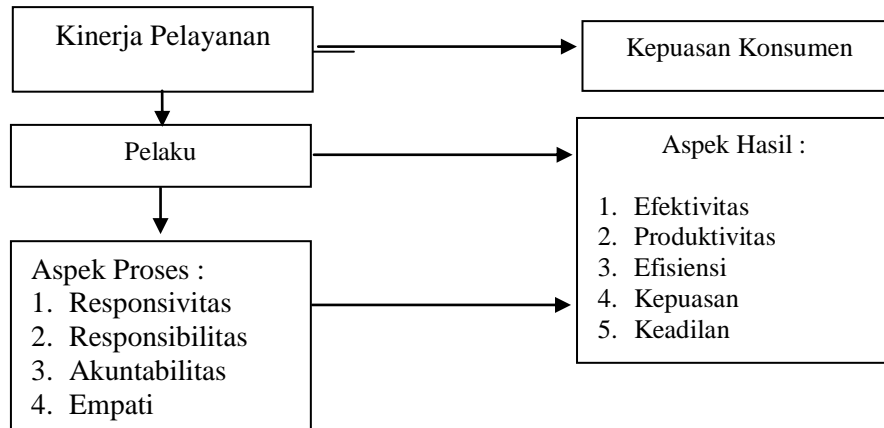 Kinerja Pelayanan
Kepuasan Konsumen
Pelaku
Aspek Hasil :
1. Efektivitas
2. Produktivitas
3. Efisiensi
4. Kepuasan
5. Keadilan
Aspek Proses :
1. Responsivitas
2. Responsibilitas
3. Akuntabilitas
4. Empati